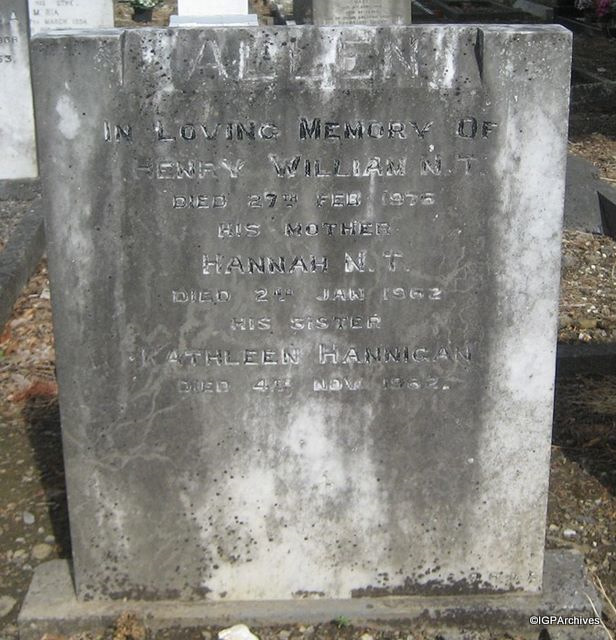 ALLEN
IN LOVING MEMORY OF
HENRY WILLIAM N.T.
DIED 27TH FEB 1976
HIS MOTHER
HANNAH N.T.
DIED 2ND JAN 1962
HIS SISTER
KATHLEEN HANNIGAN
DIED 4TH NOV. 1962.
©IGPArchives